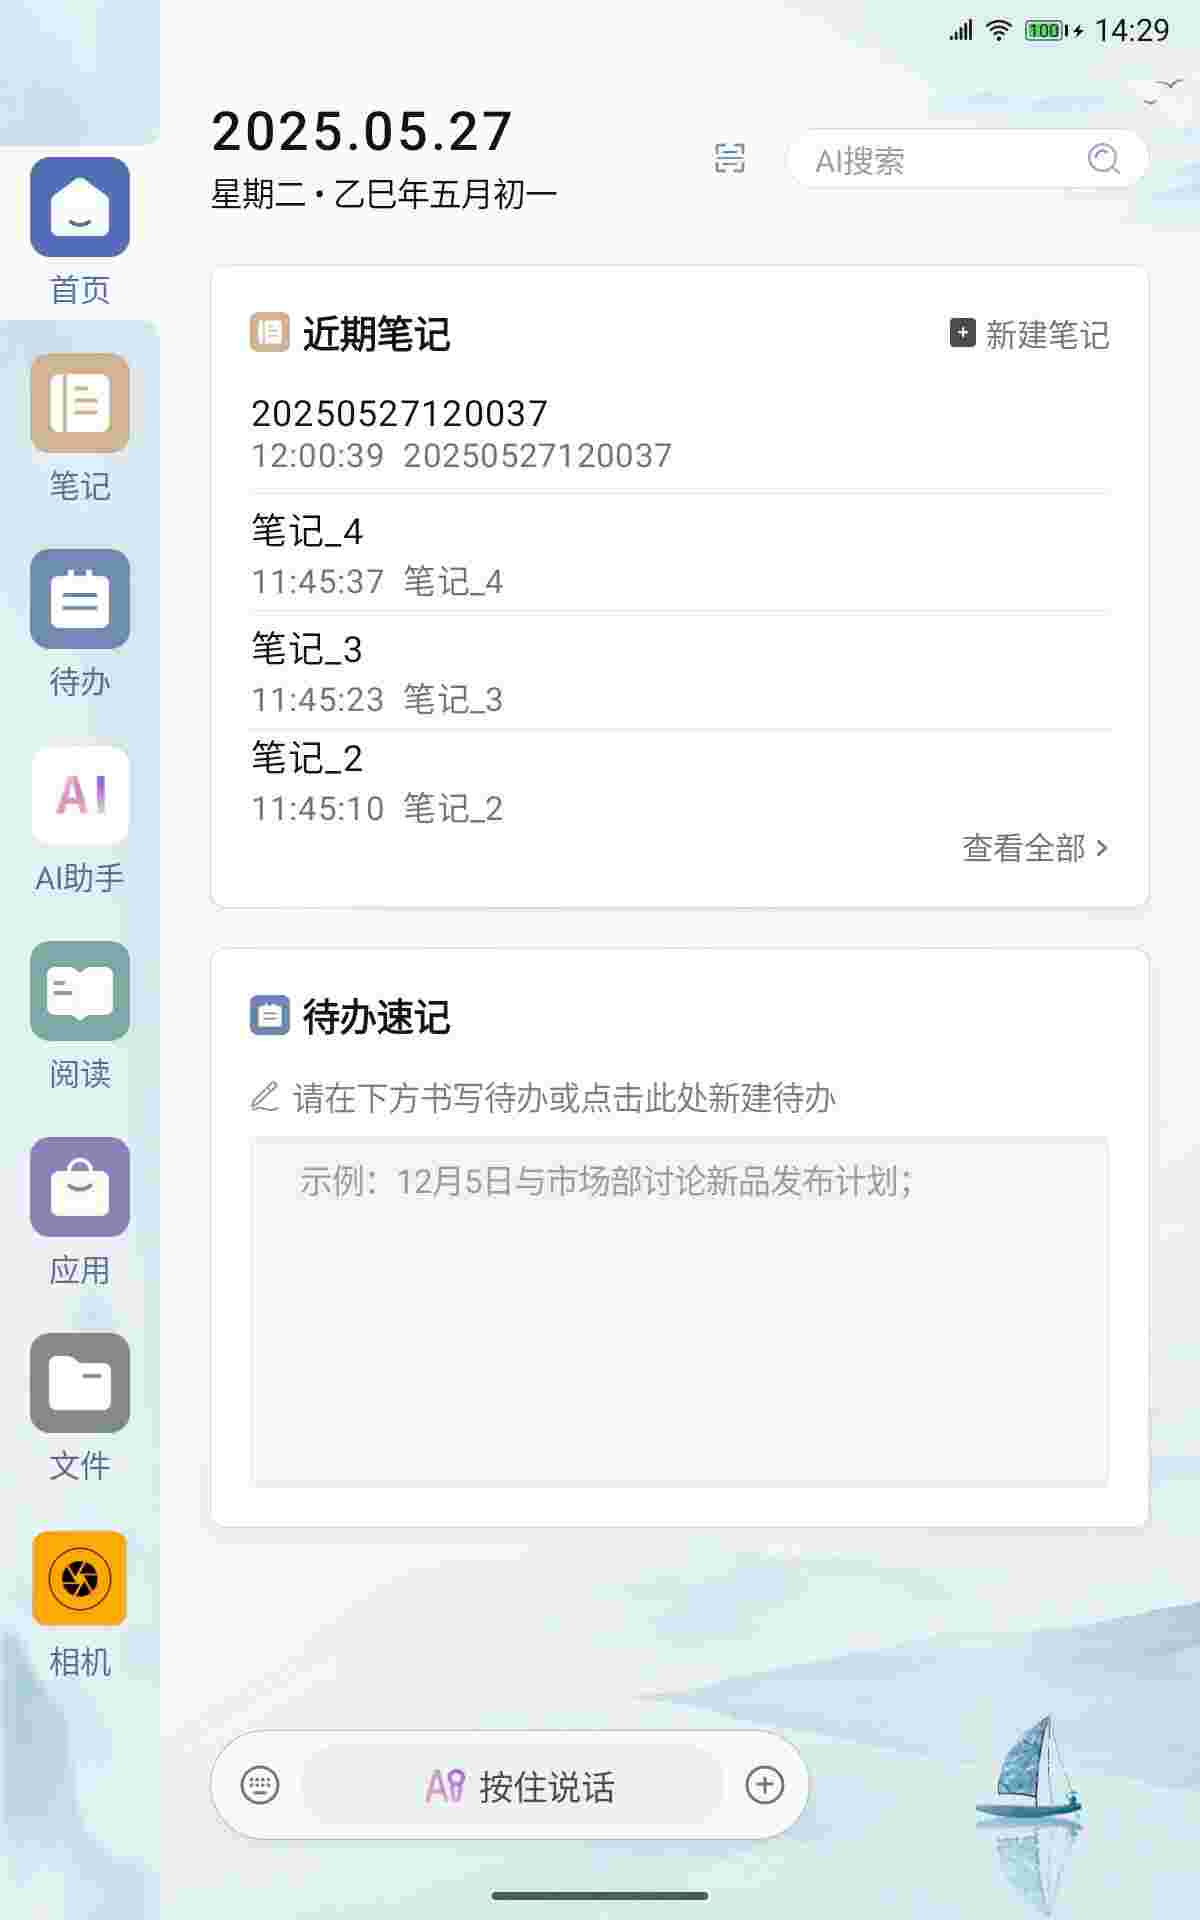 100 14:29
2025.05.27
星期二 · 乙巳年五月初一
AI搜索
首页
笔记
待办
AI
AI助手
阅读
应用
文件
相机
近期笔记
新建笔记
20250527120037
12:00:39 20250527120037
笔记_4
11:45:37 笔记_4
笔记_3
11:45:23 笔记_3
笔记_2
11:45:10 笔记_2
查看全部 >
待办速记
请在下方书写待办或点击此处新建待办
示例：12月5日与市场部讨论新品发布计划；
AI 按住说话